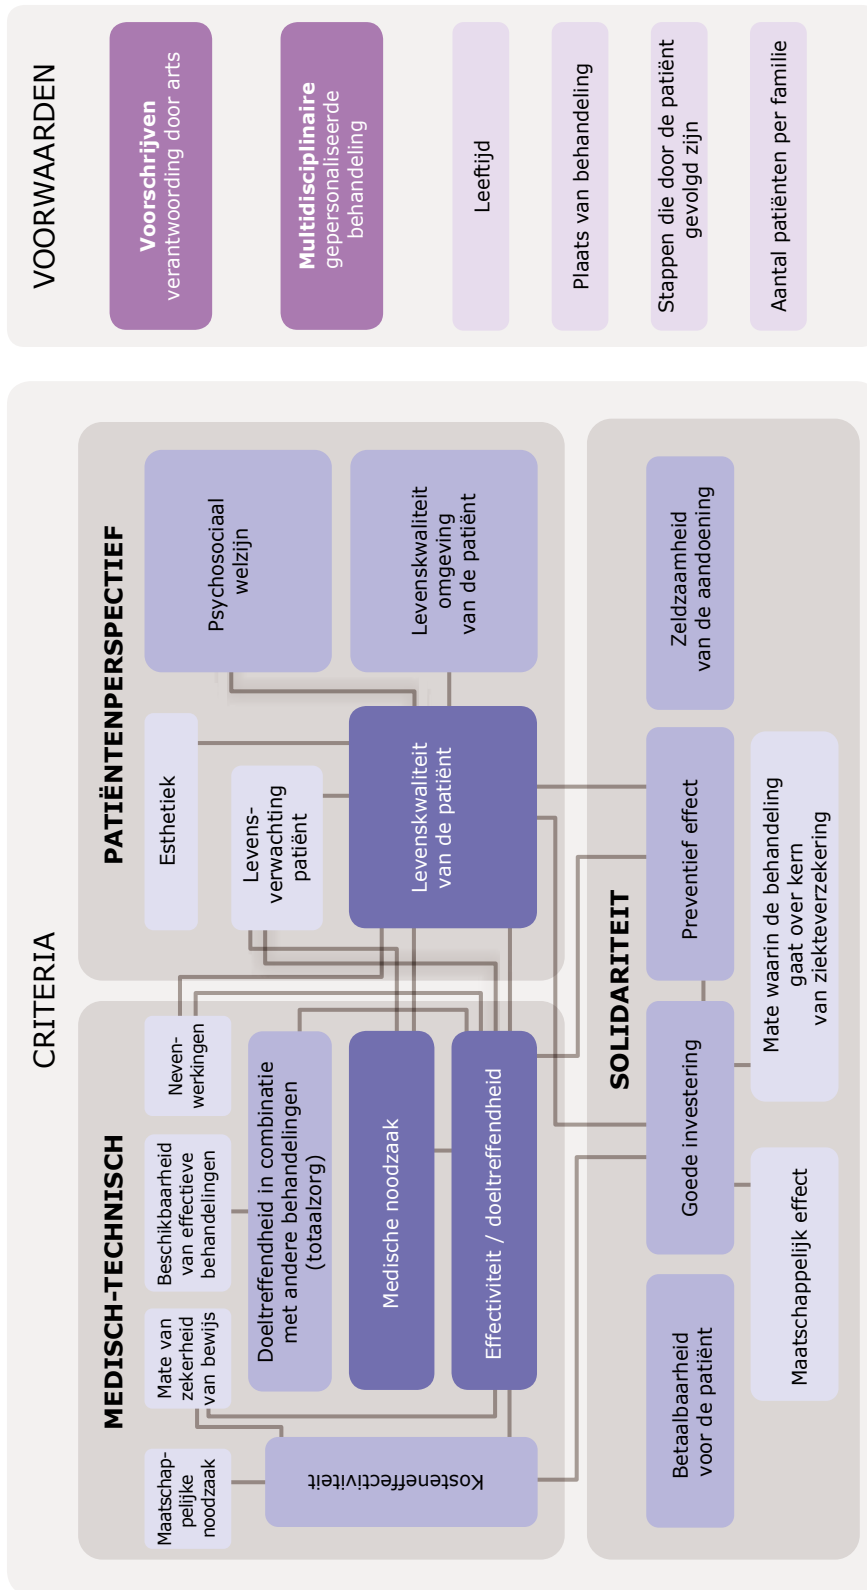 CRITERIA
MEDISCH-TECHNISCH
Maatschap-
pelijke
noodzaak
Mate van
zekerheid
van bewijs
Beschikbaarheid
van effectieve
behandelingen
Neven-
werkingen
Kosteneffectiviteit
Doeltreffendheid in combinatie
met andere behandelingen
(totaalzorg)
Medische noodzaak
Effectiviteit / doeltreffendheid
PATIËNTENPERSPECTIEF
Esthetiek
Levens-
verwachting
patiënt
Levenskwaliteit
van de patiënt
Psychosociaal
welzijn
Levenskwaliteit
omgeving
van de patiënt
SOLIDARITEIT
Betaalbaarheid
voor de patiënt
Goede investering
Preventief effect
Zeldzaamheid
van de aandoening
Maatschappelijk effect
Mate waarin de behandeling
gaat over kern
van ziekteverzekering
VOORWAARDEN
Voorschrijven
verantwoording door arts
Multidisciplinaire
gepersonaliseerde
behandeling
Leeftijd
Plaats van behandeling
Stappen die door de patiënt
gevolgd zijn
Aantal patiënten per familie